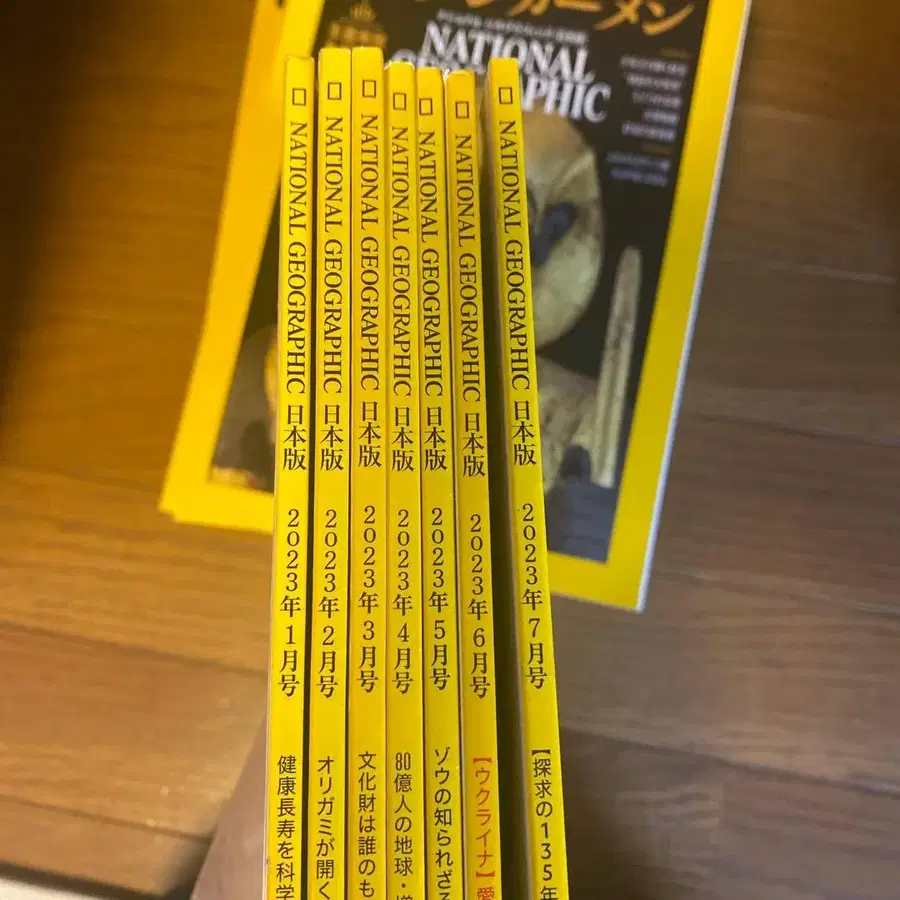 NATIONAL GEOGRAPHIC 日本版 2023年1月号 健康長寿を科学
NATIONAL GEOGRAPHIC 日本版 2023年2月号 オリガミが開く
NATIONAL GEOGRAPHIC 日本版 2023年3月号 文化財は誰のも
NATIONAL GEOGRAPHIC 日本版 2023年4月号 80億人の地球・増
NATIONAL GEOGRAPHIC 日本版 2023年5月号 ゾウの知られざる
NATIONAL GEOGRAPHIC 日本版 2023年6月号 【ウクライナ】愛
NATIONAL GEOGRAPHIC 日本版 2023年7月号 【探求の135年
カーメン
NATIONAL